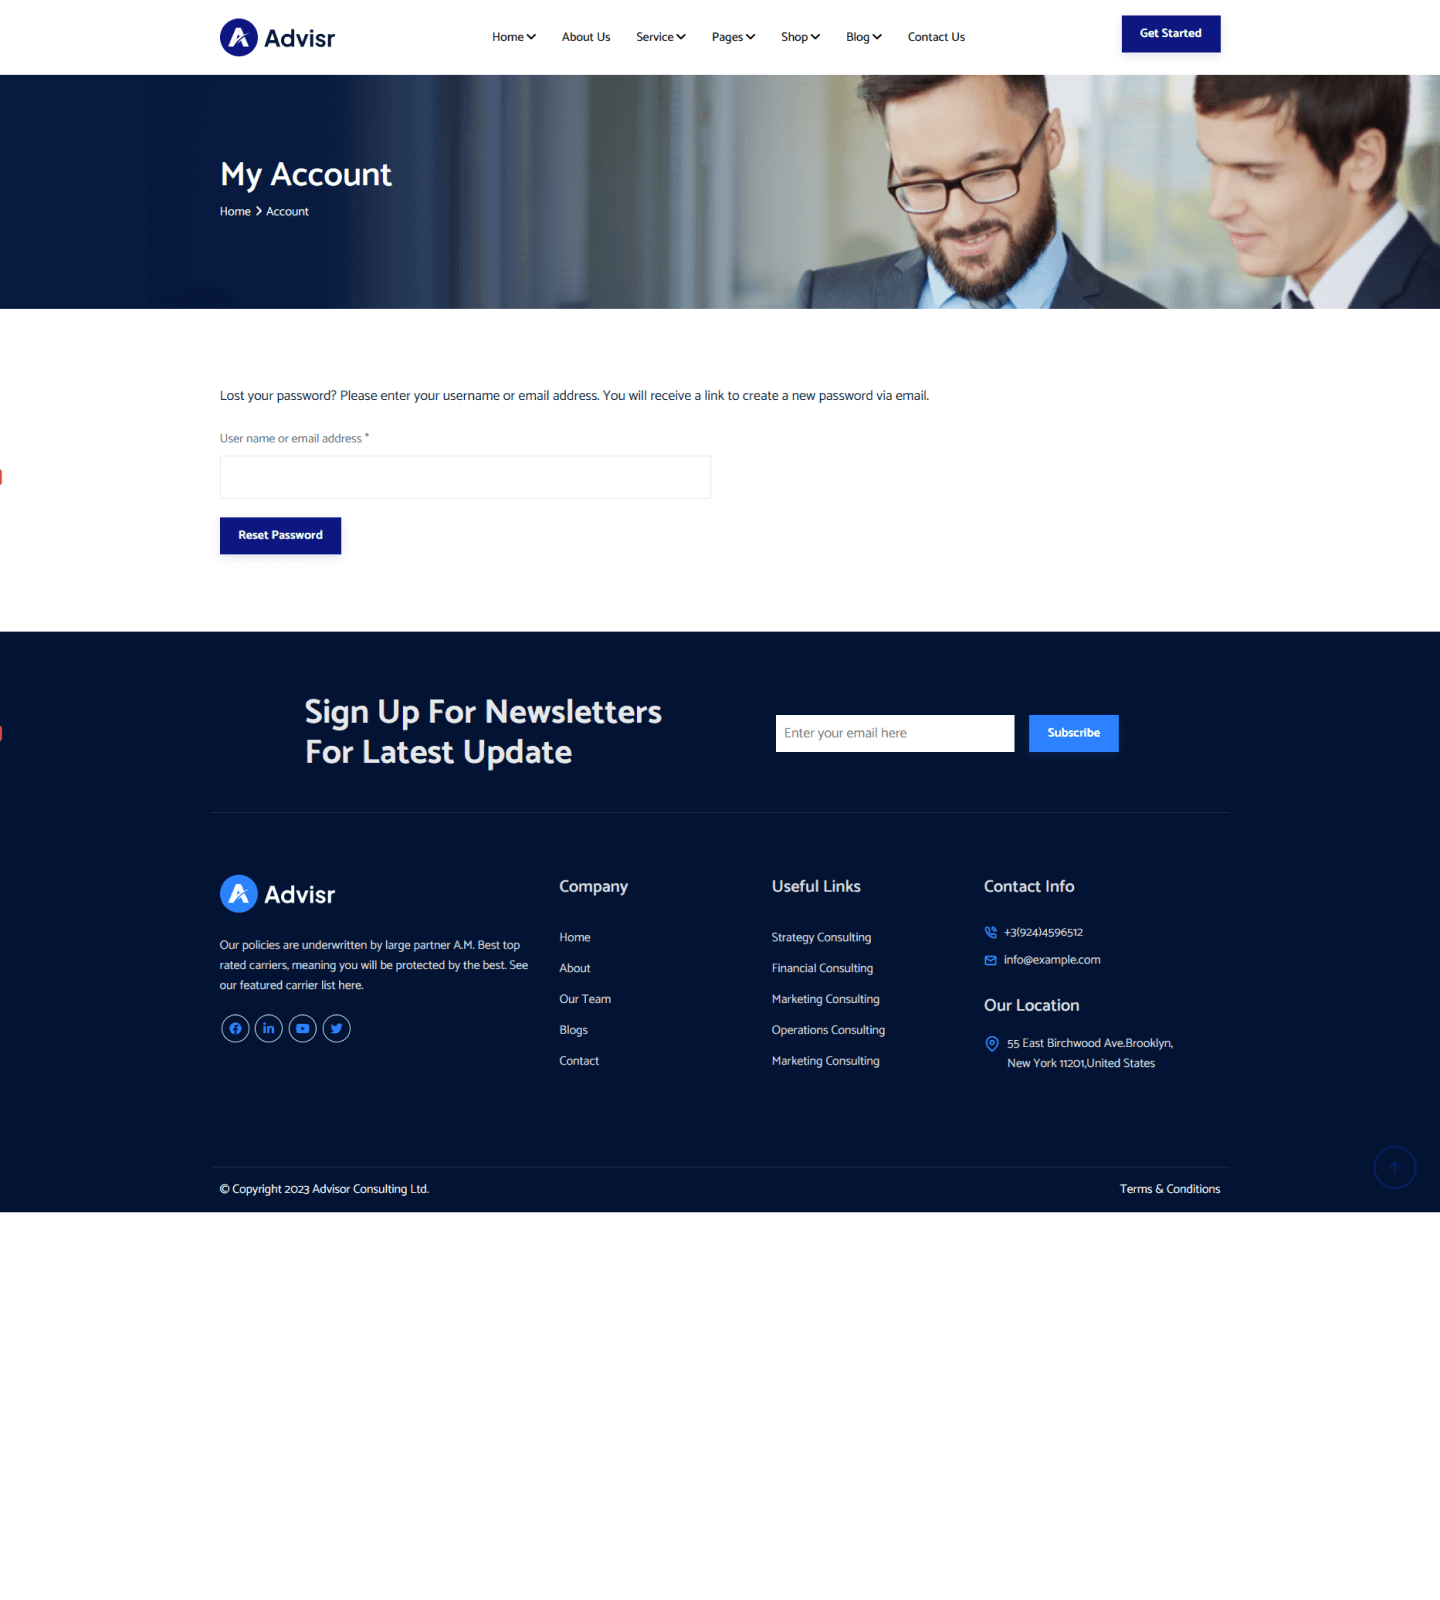 Advisr
Home
About Us
Service
Pages
Shop
Blog
Contact Us
Get Started
My Account
Home
Account
Lost your password? Please enter your username or email address. You will receive a link to create a new password via email.
User name or email address *
Reset Password
Sign Up For Newsletters
For Latest Update
Enter your email here
Subscribe
Advisr
Our policies are underwritten by large partner A.M. Best top
rated carriers, meaning you will be protected by the best. See
our featured carrier list here.
Company
Home
About
Our Team
Blogs
Contact
Useful Links
Strategy Consulting
Financial Consulting
Marketing Consulting
Operations Consulting
Marketing Consulting
Contact Info
+3(924)4596512
info@example.com
Our Location
55 East Birchwood Ave.Brooklyn,
New York 11201,United States
© Copyright 2023 Advisor Consulting Ltd.
Terms & Conditions